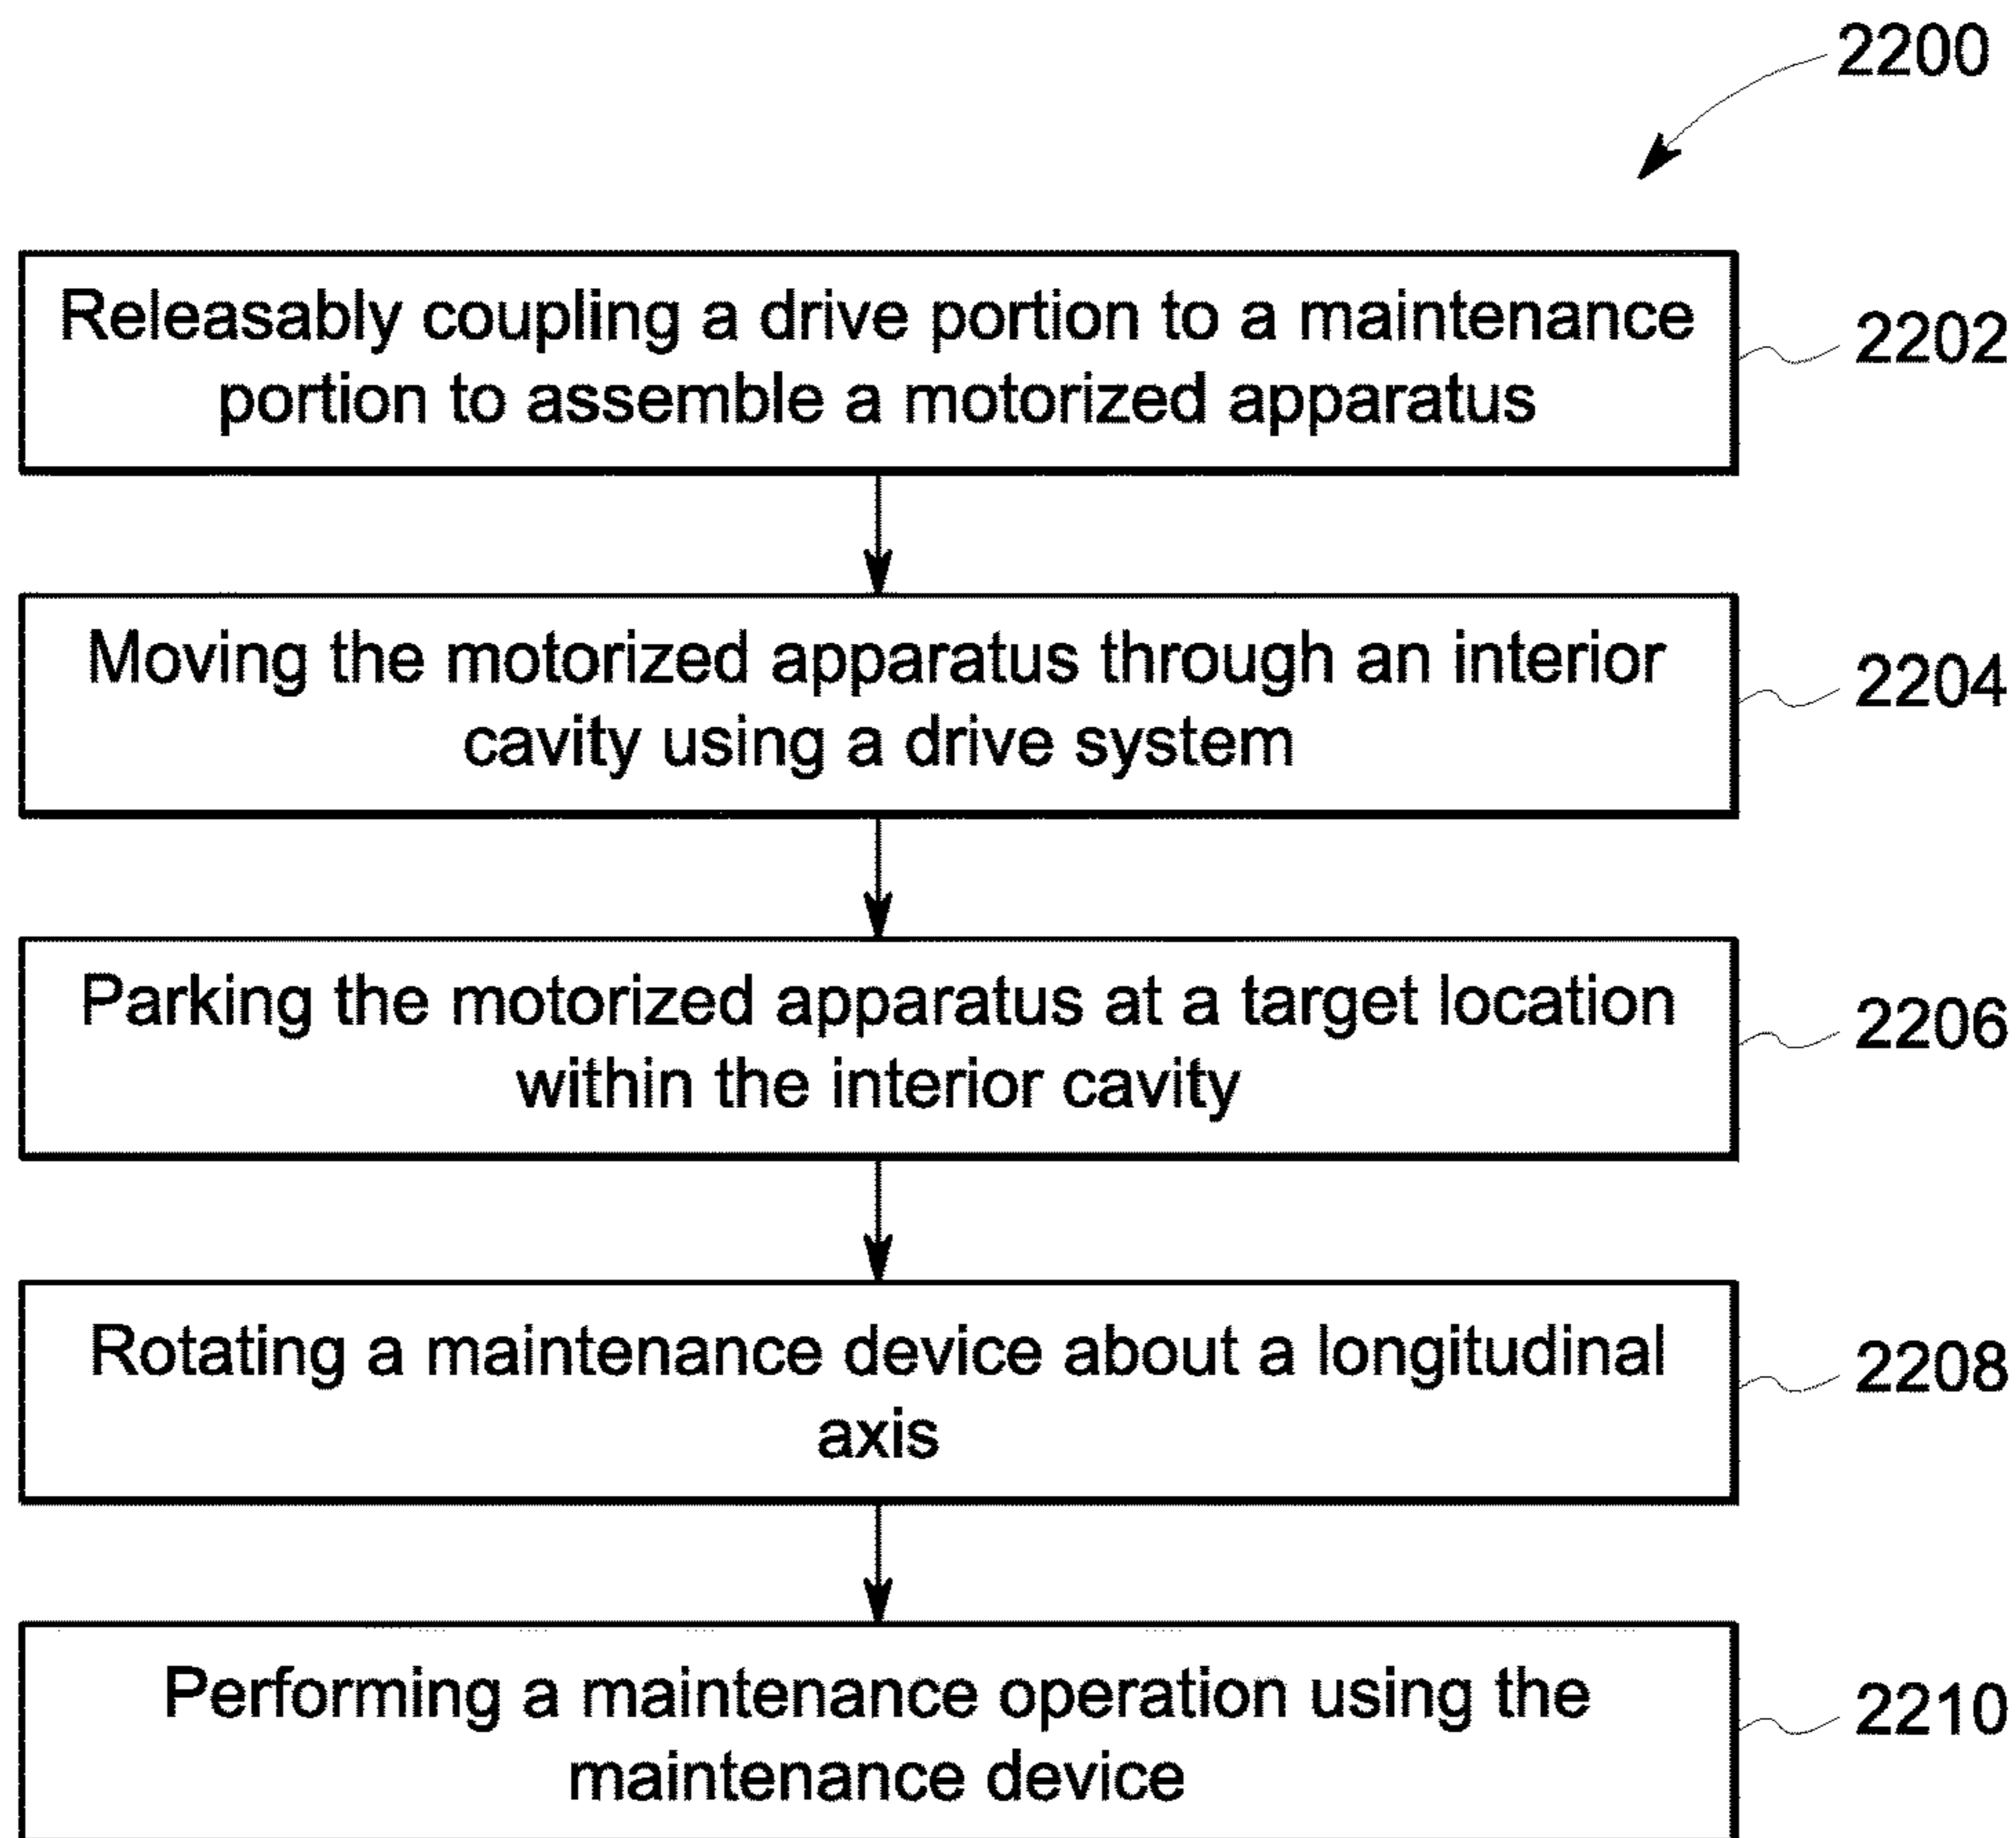 2200
Releasably coupling a drive portion to a maintenance
portion to assemble a motorized apparatus
2202
Moving the motorized apparatus through an interior
cavity using a drive system
2204
Parking the motorized apparatus at a target location
within the interior cavity
2206
Rotating a maintenance device about a longitudinal
axis
2208
Performing a maintenance operation using the
maintenance device
2210